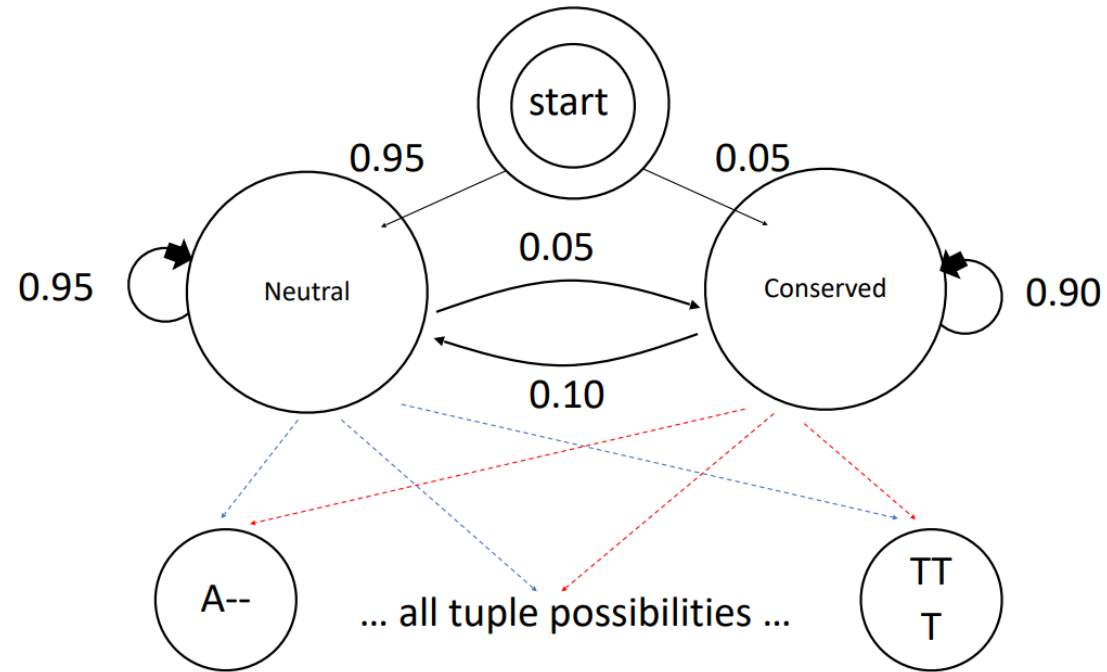 start
0.95
0.05
0.05
0.95
Neutral
Conserved
0.90
0.10
A--
... all tuple possibilities ...
TT
T